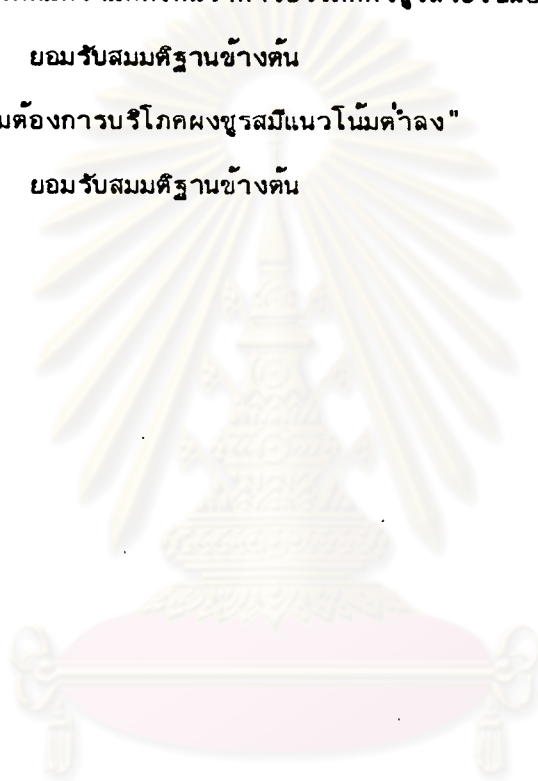 ยอมรับสมมติฐานข้างต้น
มต้องการบริโภคผงชูรสมีแนวโน้มต่ำลง"
ยอมรับสมมติฐานข้างต้น